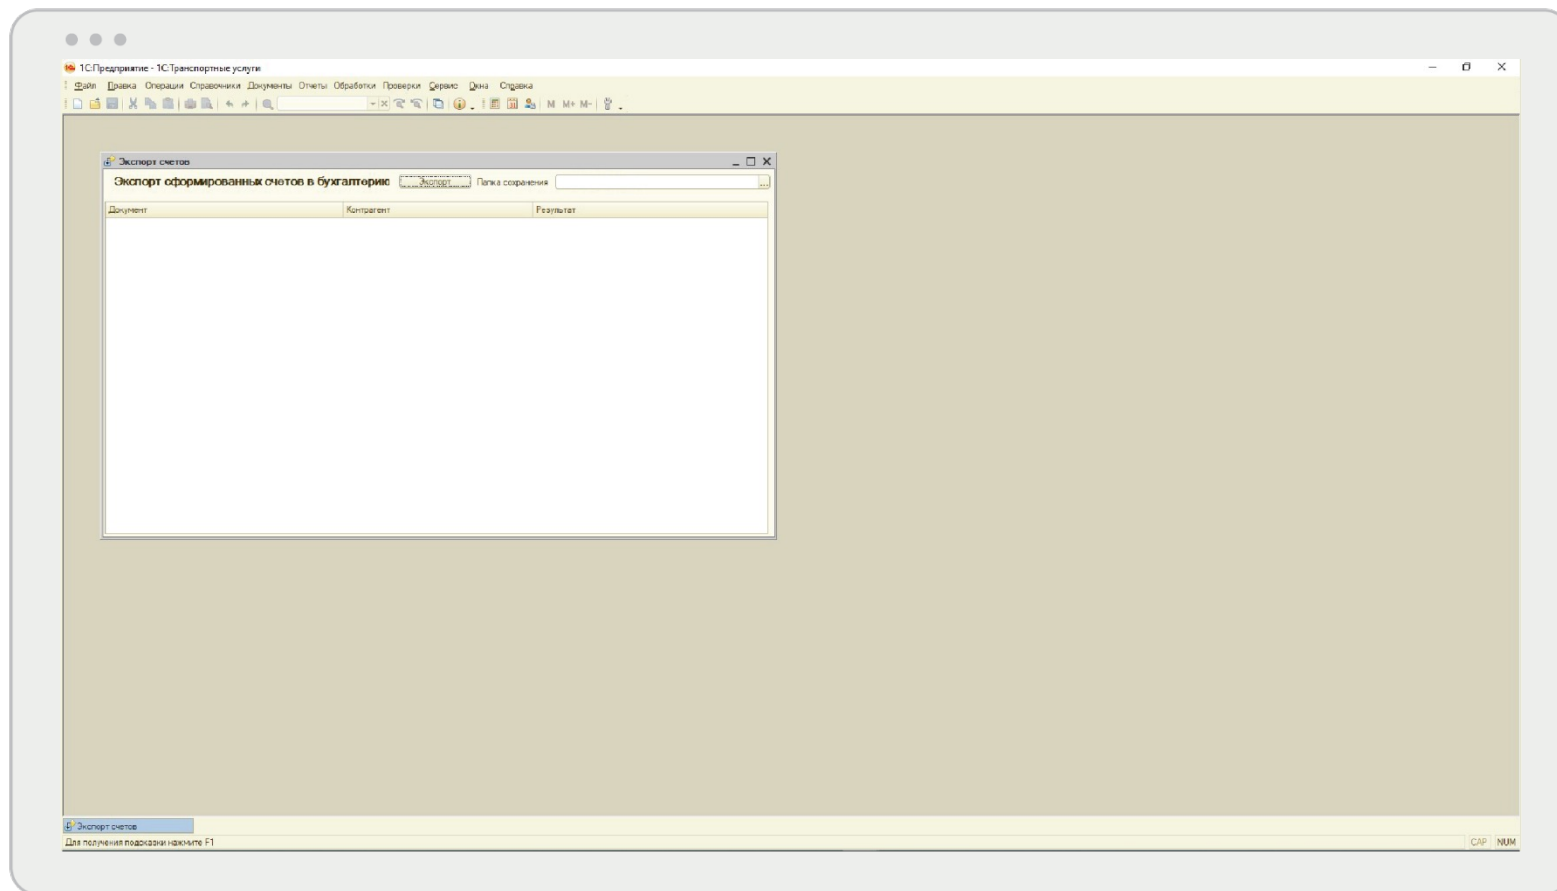 1С:Предприятие - 1С:Транспортные услуги
Файл Правка Операции Справочники Документы Отчеты Обработки Проверки Сервис Окна Справка
M M+ M-
Экспорт счетов
Экспорт сформированных счетов в бухгалтерию Экспорт Папка сохранения ...
Документ Контрагент Результат
Экспорт счетов
Для получения подсказки нажмите F1 CAP NUM